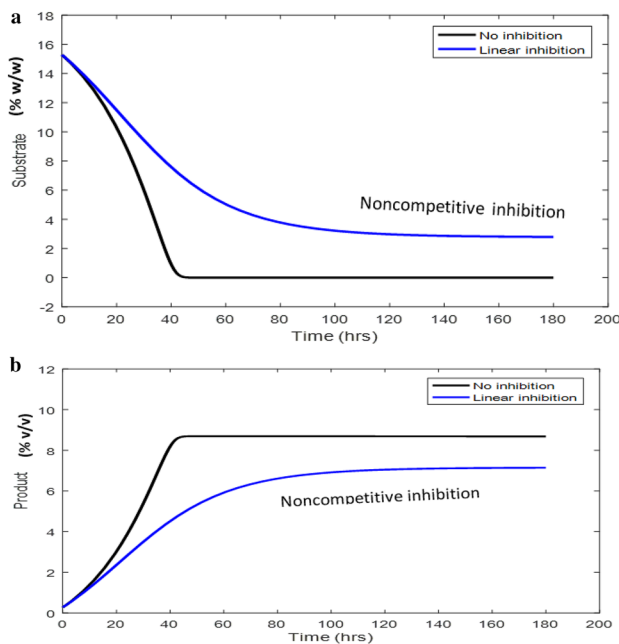 a
18
16
14
12
10
8
6
4
2
0
-2
Substrate (% w/w)
No inhibition
Linear inhibition
Noncompetitive inhibition
0 20 40 60 80 100 120 140 160 180 200
Time (hrs)
b
12
10
8
6
4
2
0
Product (% v/v)
No inhibition
Linear inhibition
Noncompetitive inhibition
0 20 40 60 80 100 120 140 160 180 200
Time (hrs)